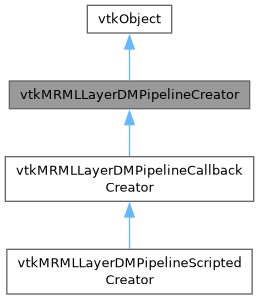 vtkObject
vtkMRMLLayerDMPipelineCreator
vtkMRMLLayerDMPipelineCallback
Creator
vtkMRMLLayerDMPipelineScripted
Creator